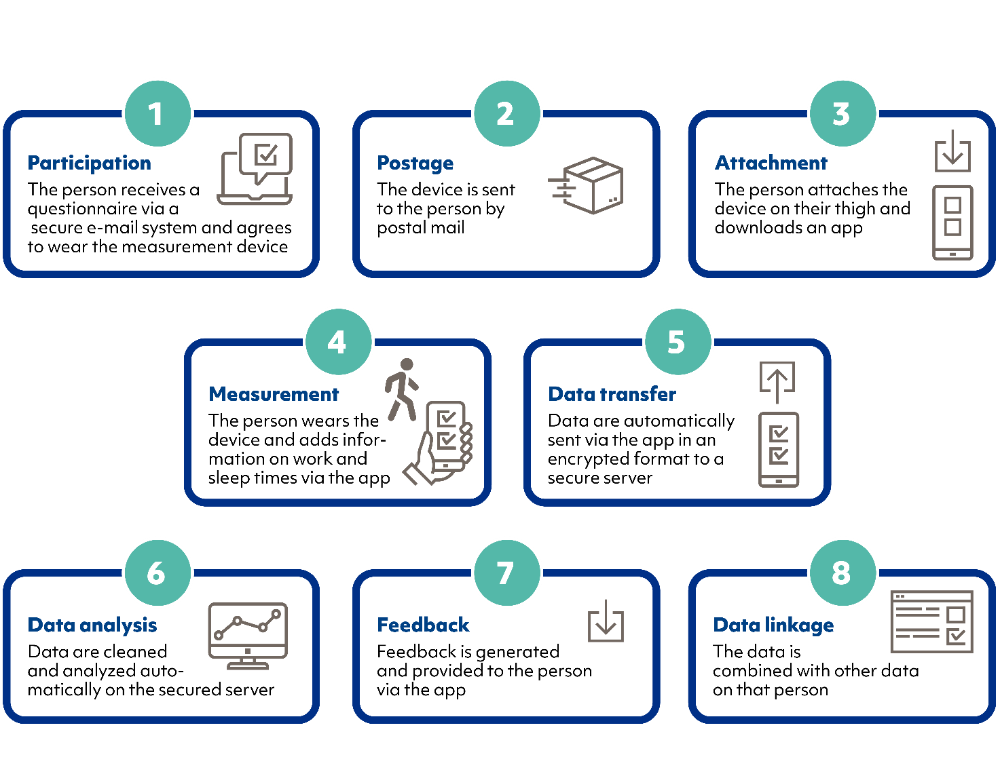 1
Participation
The person receives a
questionnaire via a
secure e-mail system and agrees
to wear the measurement device
2
Postage
The device is sent
to the person by
postal mail
3
Attachment
The person attaches the
device on their thigh and
downloads an app
4
Measurement
The person wears the
device and adds infor-
mation on work and
sleep times via the app
5
Data transfer
Data are automatically
sent via the app in an
encrypted format to a
secure server
6
Data analysis
Data are cleaned
and analyzed auto-
matically on the secured server
7
Feedback
Feedback is generated
and provided to the person
via the app
8
Data linkage
The data is
combined with other data
on that person